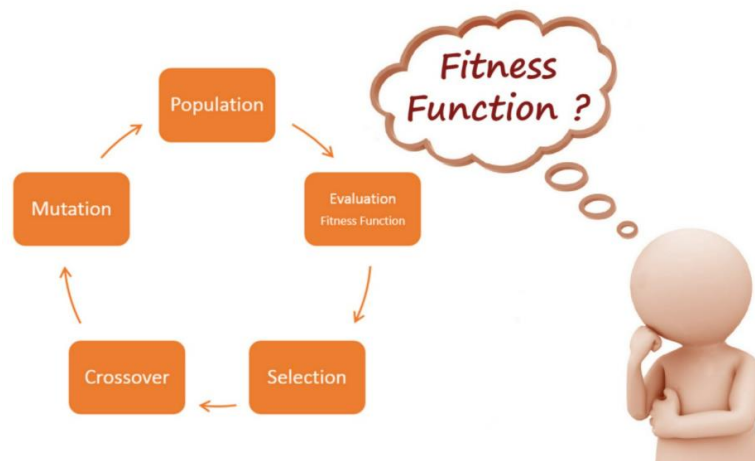 Fitness
Function ?
Population
Evaluation
Fitness Function
Selection
Crossover
Mutation